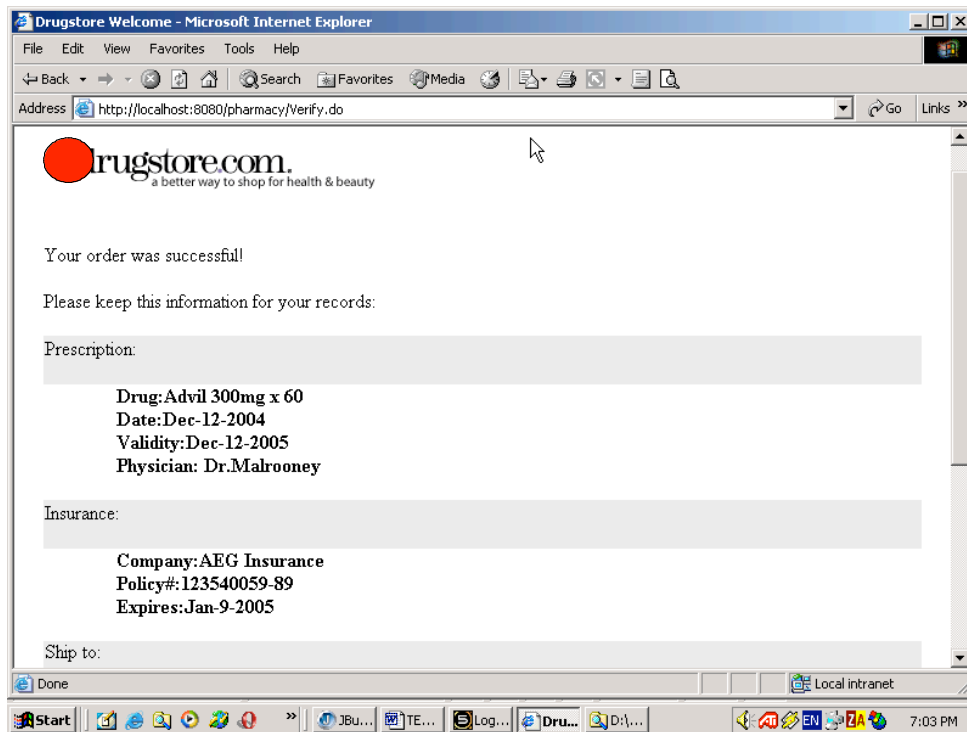 Drugstore Welcome - Microsoft Internet Explorer
File Edit View Favorites Tools Help
Back Search Favorites Media
Address http://localhost:8080/pharmacy/Verify.do Go Links »
rugstore.com.
a better way to shop for health & beauty
Your order was successful!
Please keep this information for your records:
Prescription:
Drug:Advil 300mg x 60
Date:Dec-12-2004
Validity:Dec-12-2005
Physician: Dr.Malrooney
Insurance:
Company:AEG Insurance
Policy#:123540059-89
Expires:Jan-9-2005
Ship to:
Done Local intranet
Start » JBu... TE... Log... Dru... D:\... EN ZA 7:03 PM